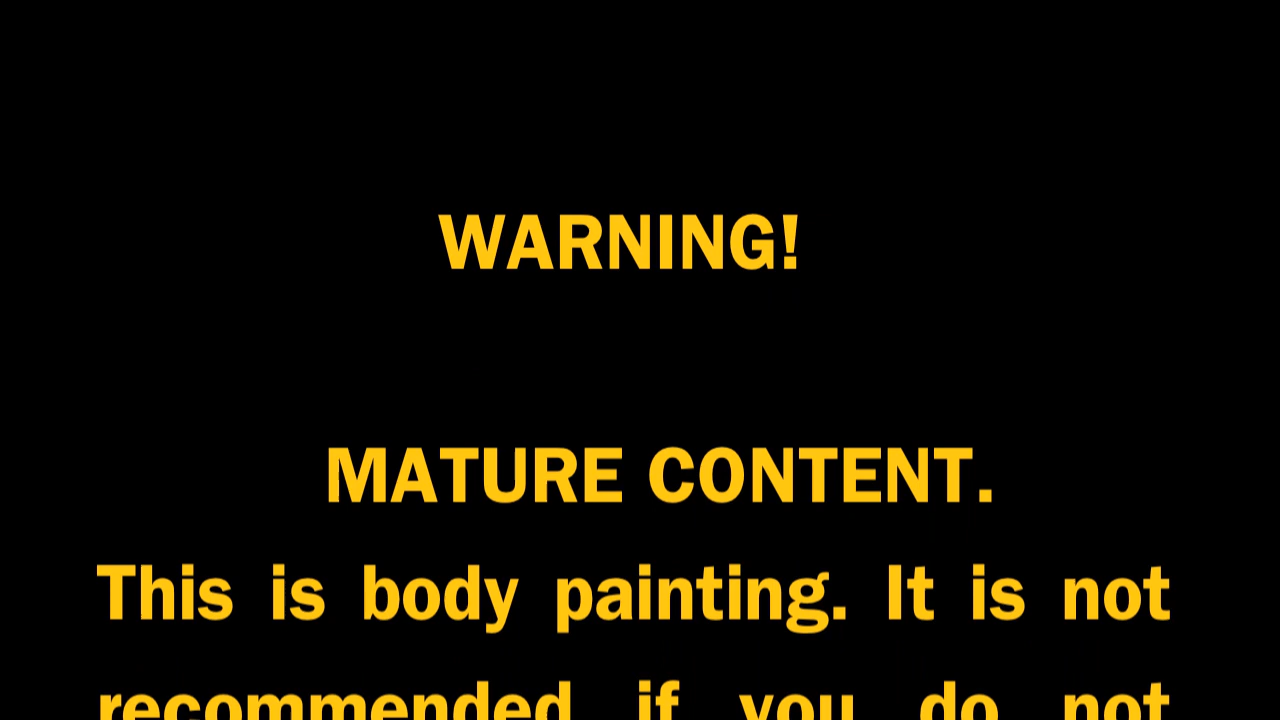 WARNING!
MATURE CONTENT.
This is body painting. It is not
recommended if you do not